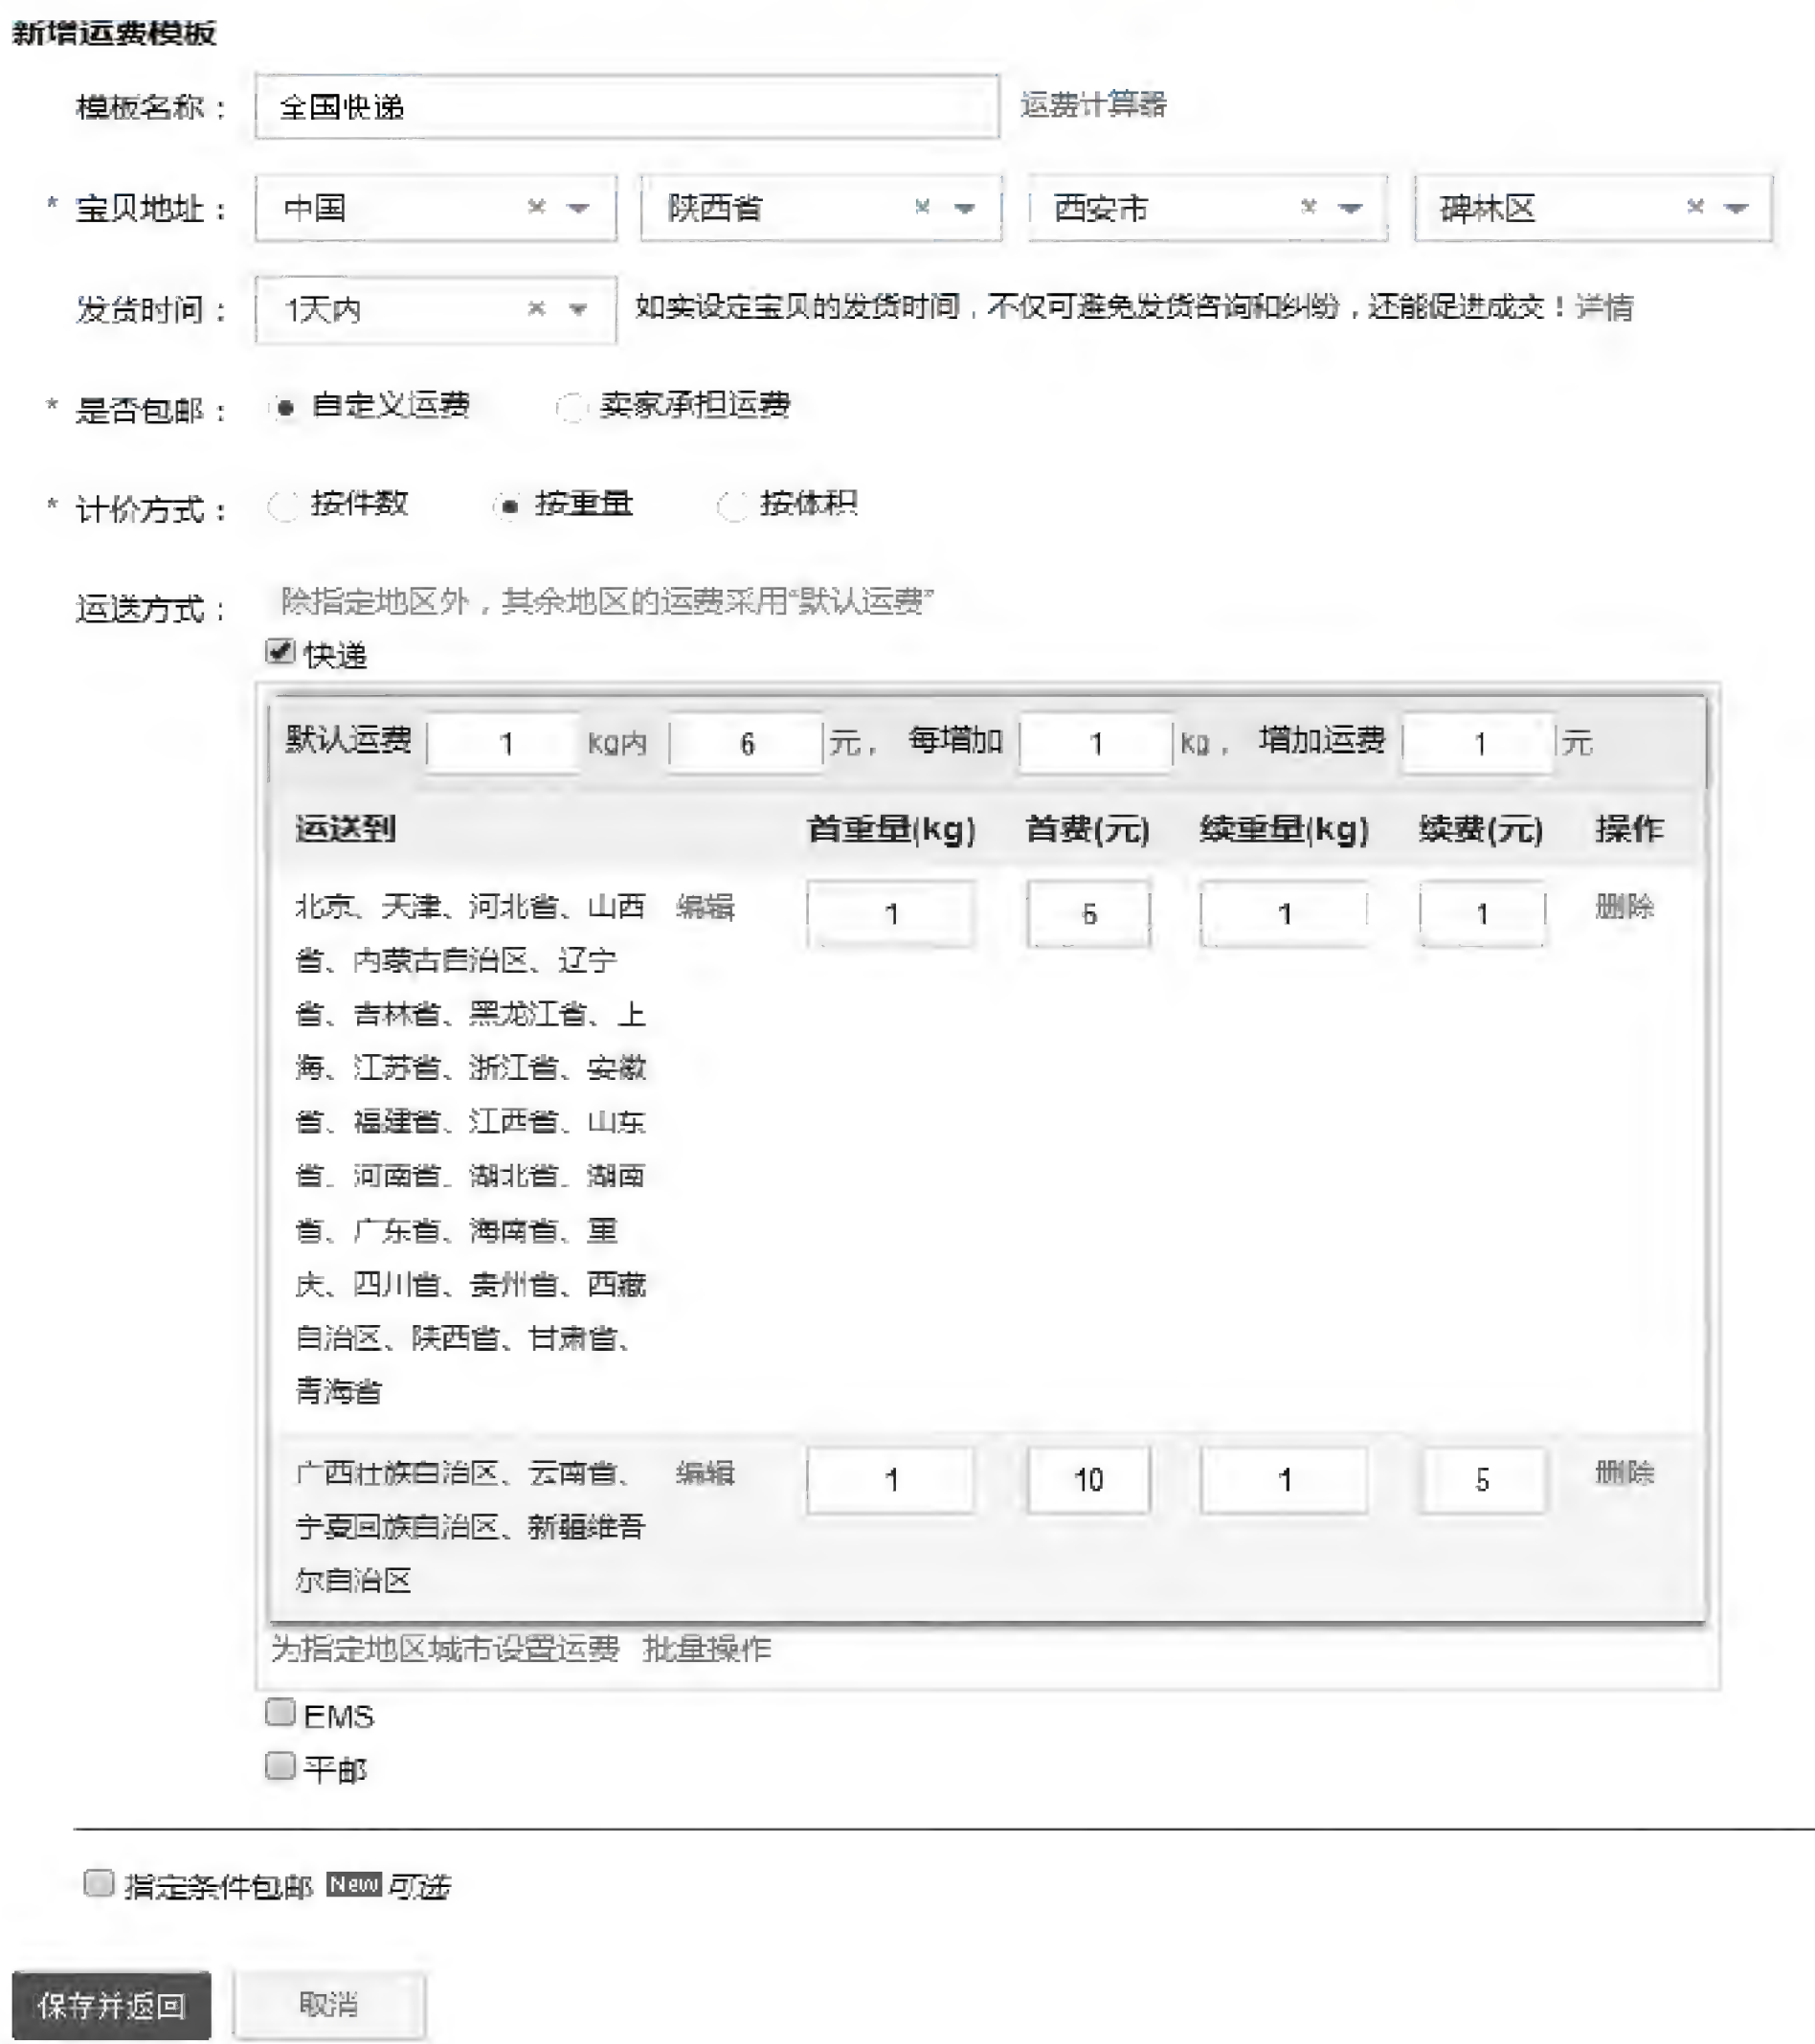 新增运费模板
模板名称： 全国快递 运费计算器
* 宝贝地址： 中国 × 陕西省 × 西安市 × 碑林区 ×
发货时间： 1天内 × 如实设定宝贝的发货时间，不仅可避免发货咨询和纠纷，还能促进成交！详情
* 是否包邮： 自定义运费 卖家承担运费
* 计价方式： 按件数 按重量 按体积
运送方式： 除指定地区外，其余地区的运费采用“默认运费”
快递
默认运费 1 kg内 6 元， 每增加 1 kg， 增加运费 1 元
运送到 首重量(kg) 首费(元) 续重量(kg) 续费(元) 操作
北京、天津、河北省、山西 编辑 1 6 1 1 删除
省、内蒙古自治区、辽宁
省、吉林省、黑龙江省、上
海、江苏省、浙江省、安徽
省、福建省、江西省、山东
省、河南省、湖北省、湖南
省、广东省、海南省、重
庆、四川省、贵州省、西藏
自治区、陕西省、甘肃省、
青海省
广西壮族自治区、云南省、 编辑 1 10 1 5 删除
宁夏回族自治区、新疆维吾
尔自治区
为指定地区城市设置运费 批量操作
EMS
平邮
指定条件包邮 New 可选
保存并返回 取消